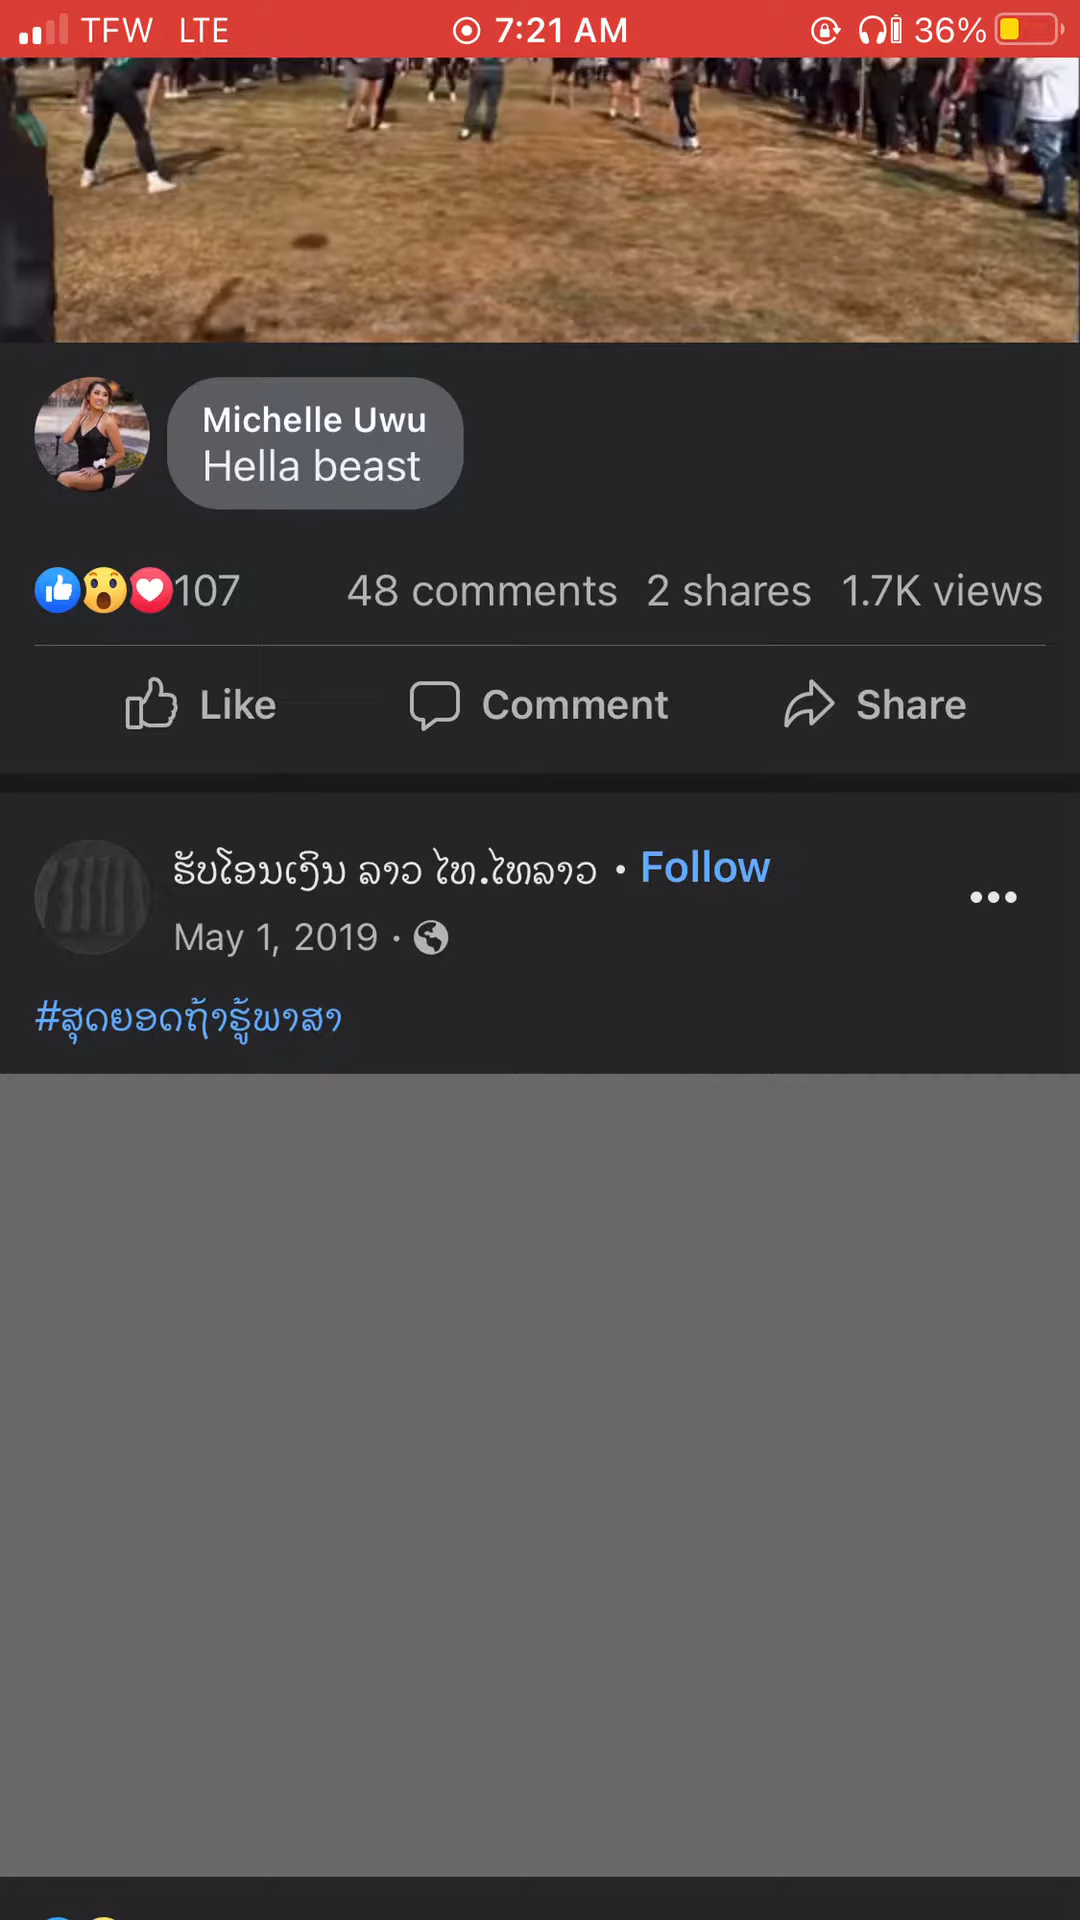 TFW LTE 7:21 AM 36%
Michelle Uwu
Hella beast
107 48 comments 2 shares 1.7K views
Like Comment Share
ຮັບໂອນເງິນ ລາວ ໄທ.ໄທລາວ • Follow
May 1, 2019 ·
#ສຸດຍອດຖ້າຮູ້ພາສາ